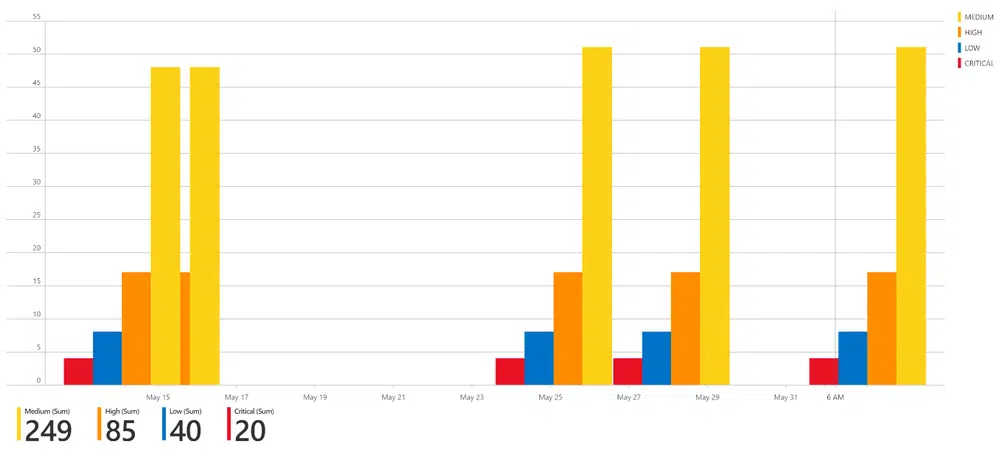 55
50
45
40
35
30
25
20
15
10
5
0
MEDIUM
HIGH
LOW
CRITICAL
May 15 May 17 May 19 May 21 May 23 May 25 May 27 May 29 May 31 6 AM
Medium (Sum) High (Sum) Low (Sum) Critical (Sum)
249 85 40 20